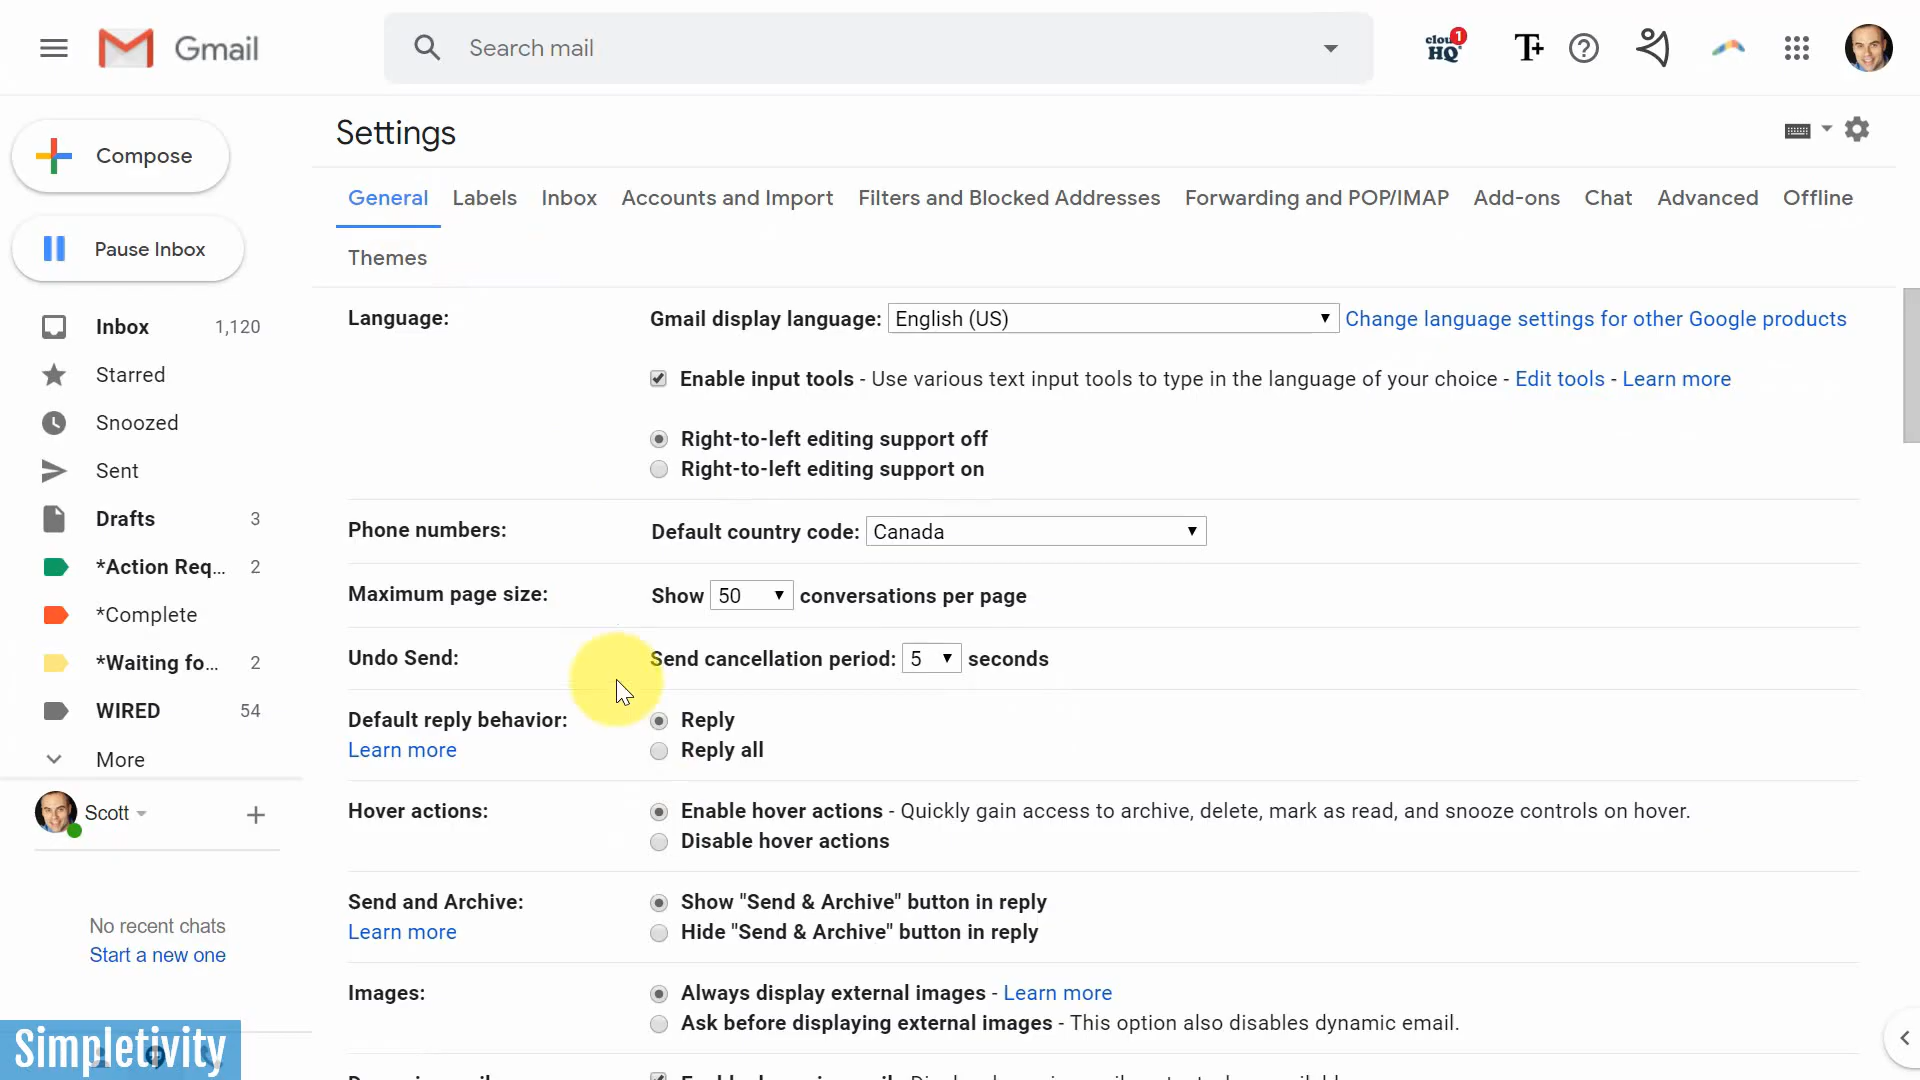 Gmail
Search mail
cloudHQ 1
T+
Settings
Compose
Pause Inbox
General Labels Inbox Accounts and Import Filters and Blocked Addresses Forwarding and POP/IMAP Add-ons Chat Advanced Offline
Themes
Inbox 1,120
Starred
Snoozed
Sent
Drafts 3
*Action Req... 2
*Complete
*Waiting fo... 2
WIRED 54
More
Scott
No recent chats
Start a new one
Simpletivity
Language: Gmail display language: English (US) Change language settings for other Google products
Enable input tools - Use various text input tools to type in the language of your choice - Edit tools - Learn more
Right-to-left editing support off
Right-to-left editing support on
Phone numbers: Default country code: Canada
Maximum page size: Show 50 conversations per page
Undo Send: Send cancellation period: 5 seconds
Default reply behavior: Reply
Learn more Reply all
Hover actions: Enable hover actions - Quickly gain access to archive, delete, mark as read, and snooze controls on hover.
Disable hover actions
Send and Archive: Show "Send & Archive" button in reply
Learn more Hide "Send & Archive" button in reply
Images: Always display external images - Learn more
Ask before displaying external images - This option also disables dynamic email.